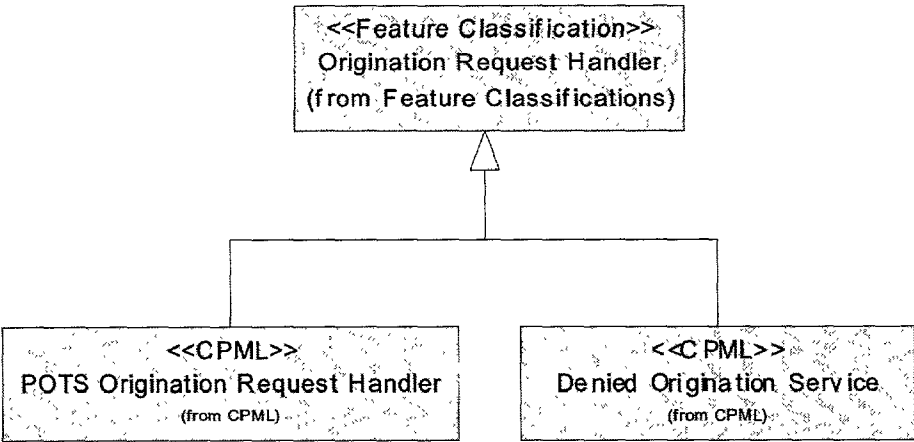 <<Feature Classification>>
Origination Request Handler
(from Feature Classifications)
<<CPML>>
POTS Origination Request Handler
(from CPML)
<<CPML>>
Denied Origination Service
(from CPML)